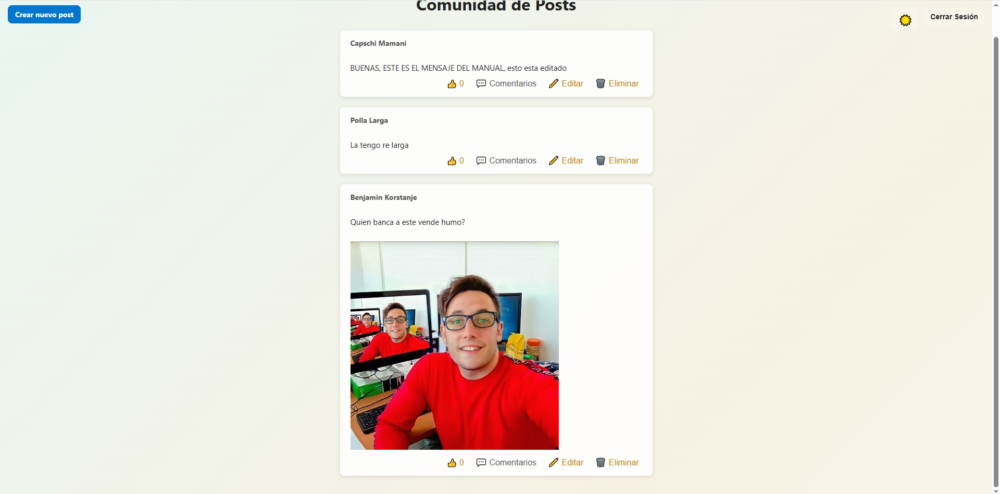 Crear nuevo post
Comunidad de Posts
Cerrar Sesión
Capschi Mamani
BUENAS, ESTE ES EL MENSAJE DEL MANUAL, esto esta editado
0 Comentarios Editar Eliminar
Polla Larga
La tengo re larga
0 Comentarios Editar Eliminar
Benjamin Korstanje
Quien banca a este vende humo?
0 Comentarios Editar Eliminar